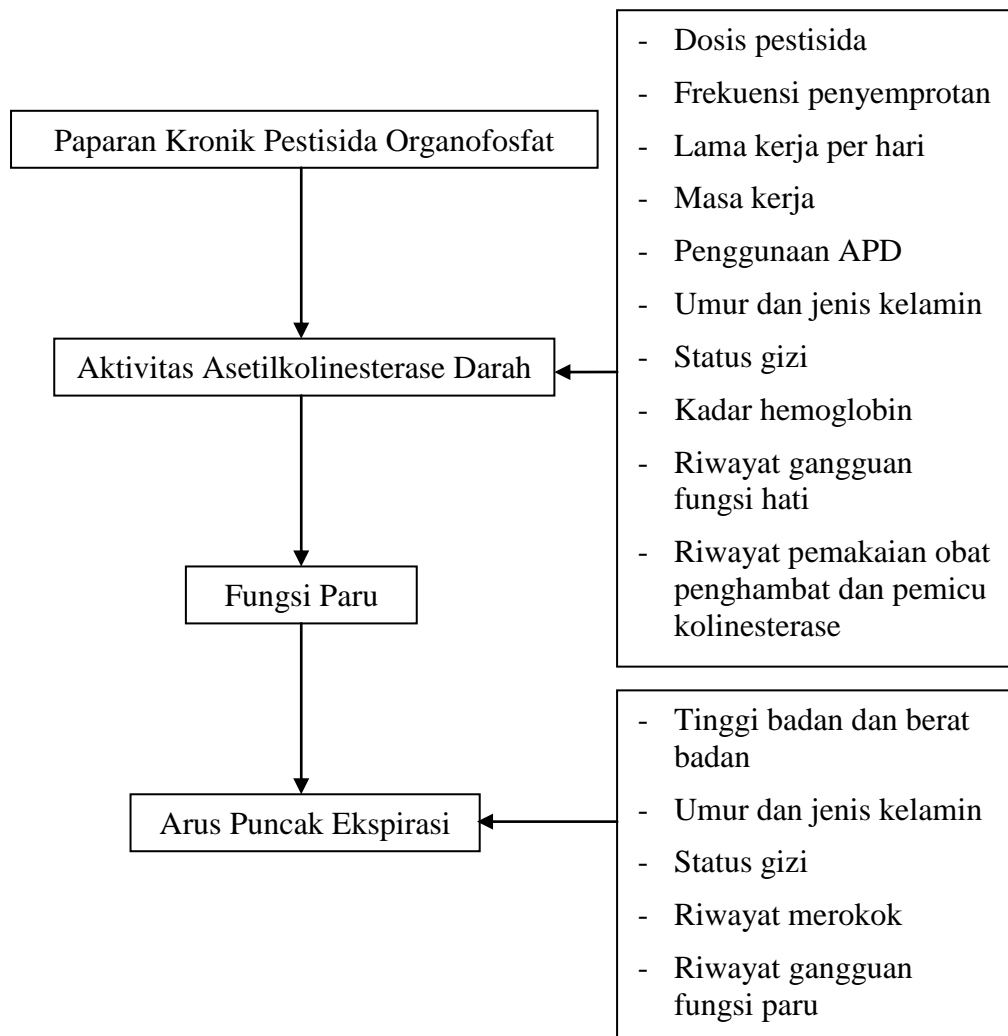 Paparan Kronik Pestisida Organofosfat
Aktivitas Asetilkolinesterase Darah
Fungsi Paru
Arus Puncak Ekspirasi
- Dosis pestisida
- Frekuensi penyemprotan
- Lama kerja per hari
- Masa kerja
- Penggunaan APD
- Umur dan jenis kelamin
- Status gizi
- Kadar hemoglobin
- Riwayat gangguan
fungsi hati
- Riwayat pemakaian obat
penghambat dan pemicu
kolinesterase
- Tinggi badan dan berat
badan
- Umur dan jenis kelamin
- Status gizi
- Riwayat merokok
- Riwayat gangguan
fungsi paru